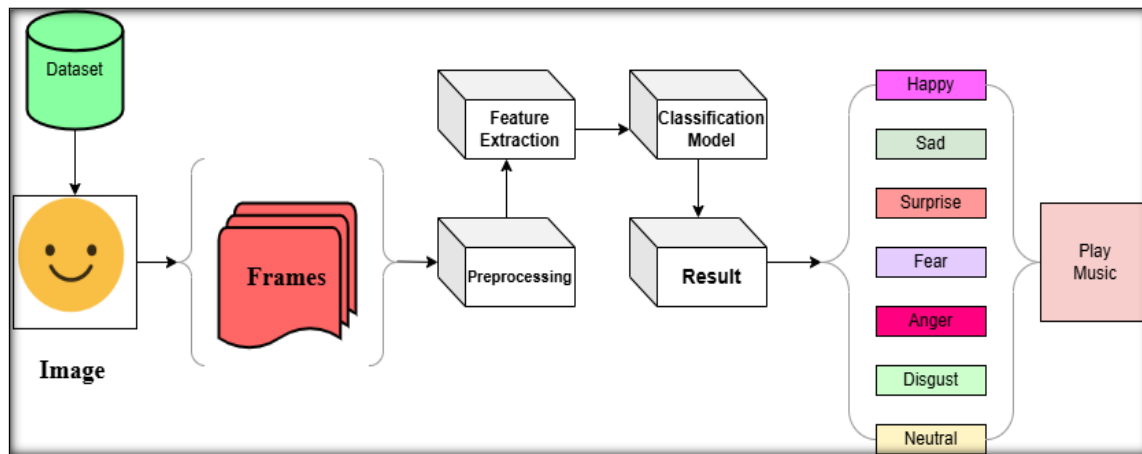 Dataset
Image
Frames
Preprocessing
Feature
Extraction
Classification
Model
Result
Happy
Sad
Surprise
Fear
Anger
Disgust
Neutral
Play
Music